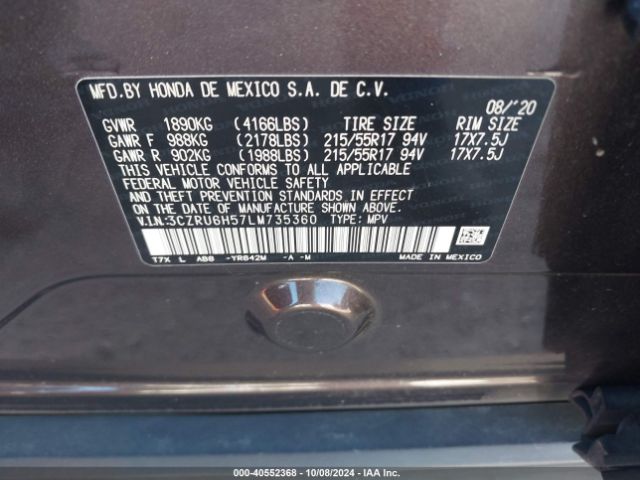 MFD.BY HONDA DE MEXICO S.A. DE C.V.
08/'20
GVWR 1890KG (4166LBS) TIRE SIZE RIM SIZE
GAWR F 988KG (2178LBS) 215/55R17 94V 17X7.5J
GAWR R 902KG (1988LBS) 215/55R17 94V 17X7.5J
THIS VEHICLE CONFORMS TO ALL APPLICABLE
FEDERAL MOTOR VEHICLE SAFETY
AND THEFT PREVENTION STANDARDS IN EFFECT
ON THE DATE OF MANUFACTURE SHOWN ABOVE.
V.I.N:3CZRU6H57LM735360 TYPE: MPV
T7X L ABB -YR642M -A -M MADE IN MEXICO
000-40552368 - 10/08/2024 - IAA Inc.